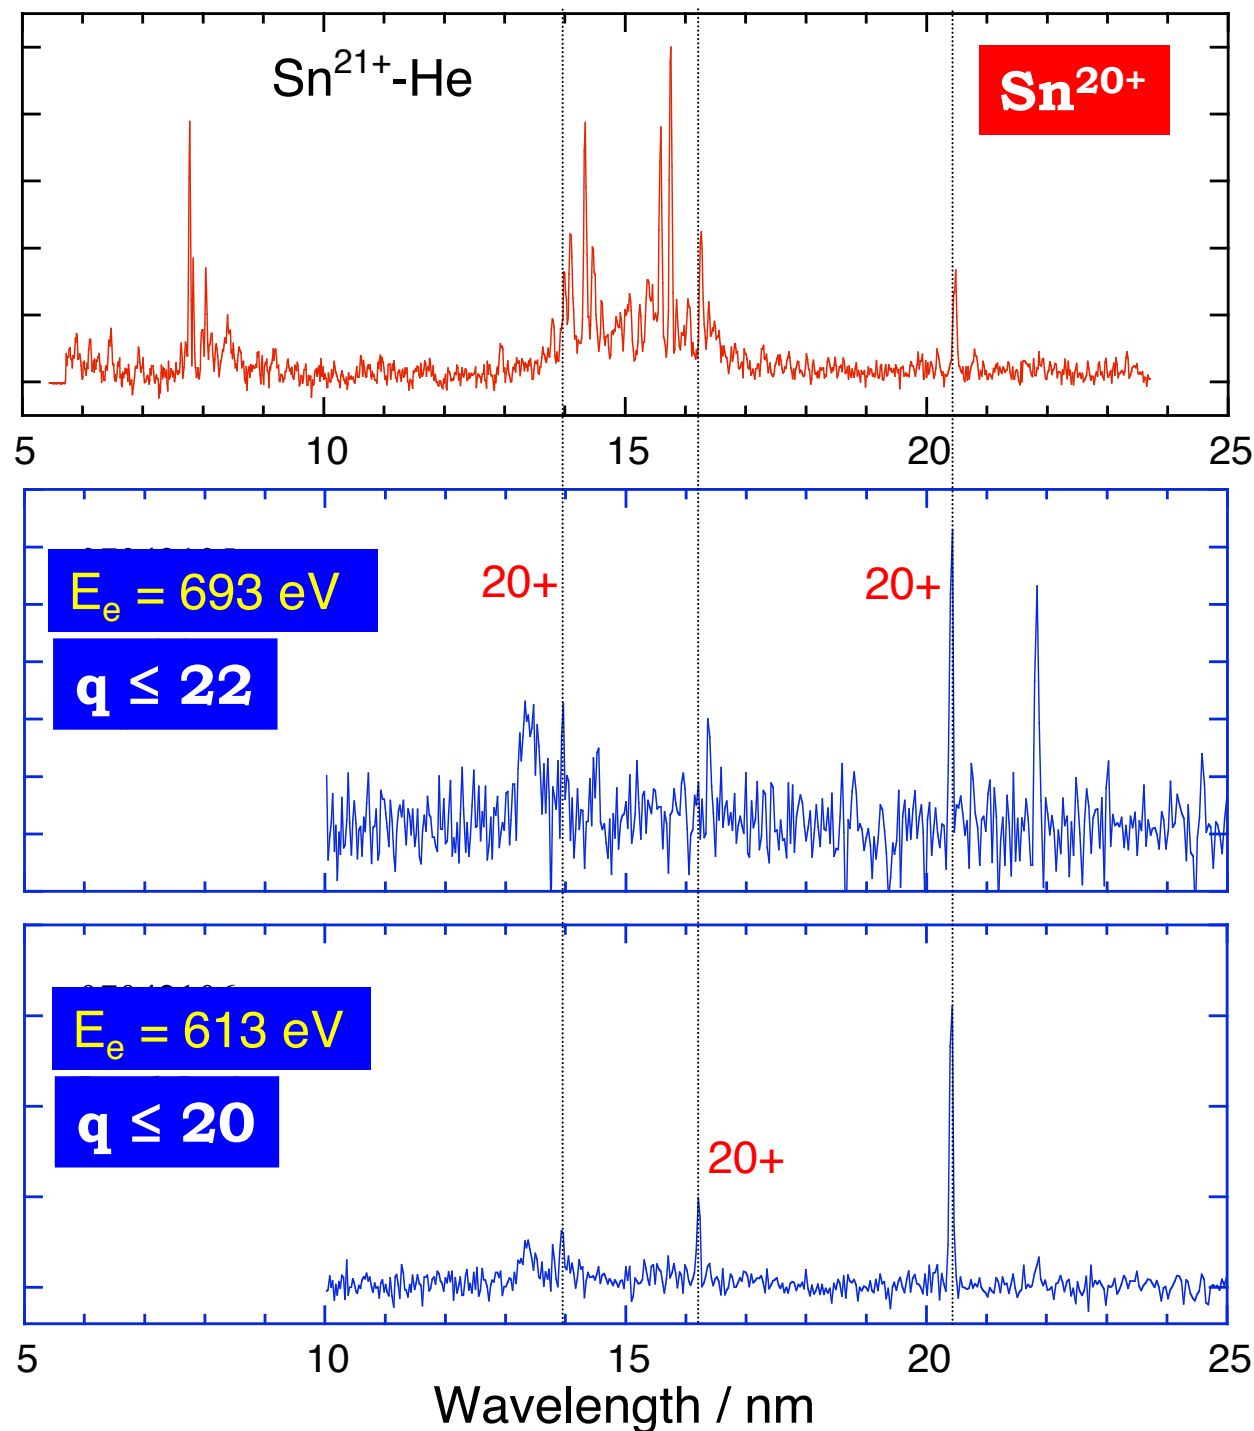 Sn²¹⁺-He
Sn²⁰⁺
5 10 15 20 25
Eₑ = 693 eV
q ≤ 22
20+ 20+
Eₑ = 613 eV
q ≤ 20
20+
5 10 15 20 25
Wavelength / nm